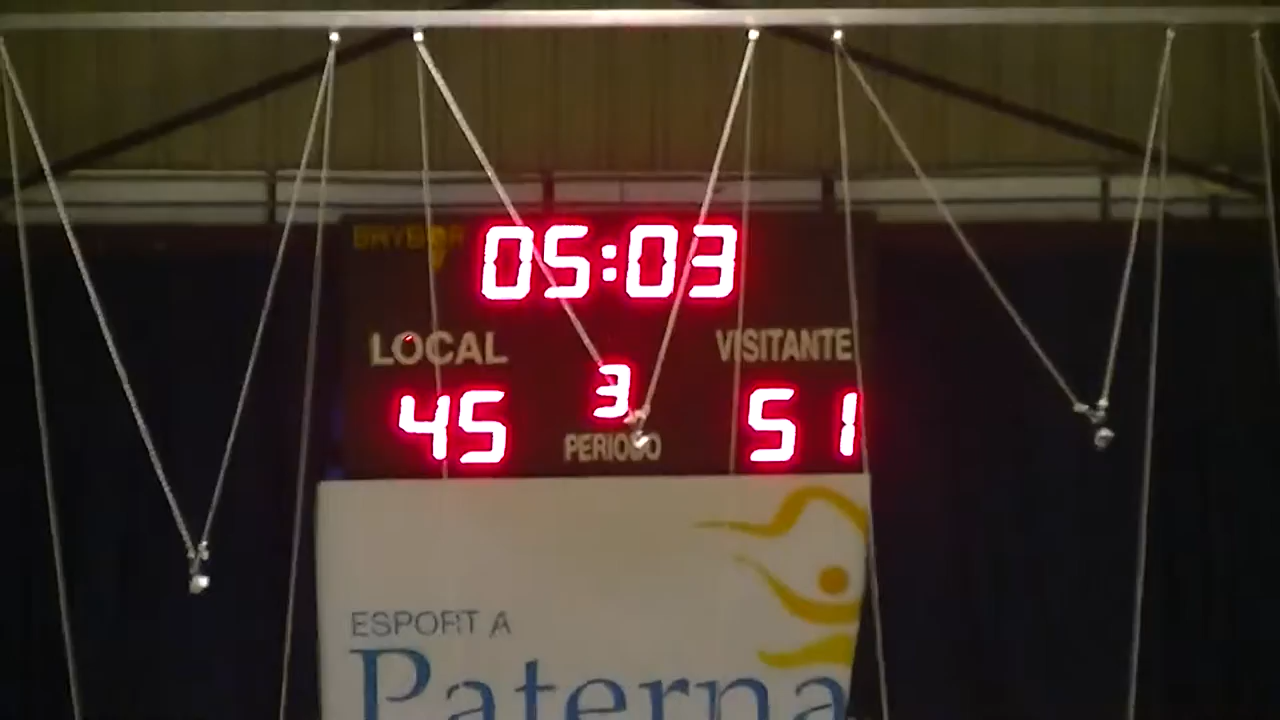 05:03
LOCAL
VISITANTE
3
45
51
PERIODO
ESPORT A
Paterna